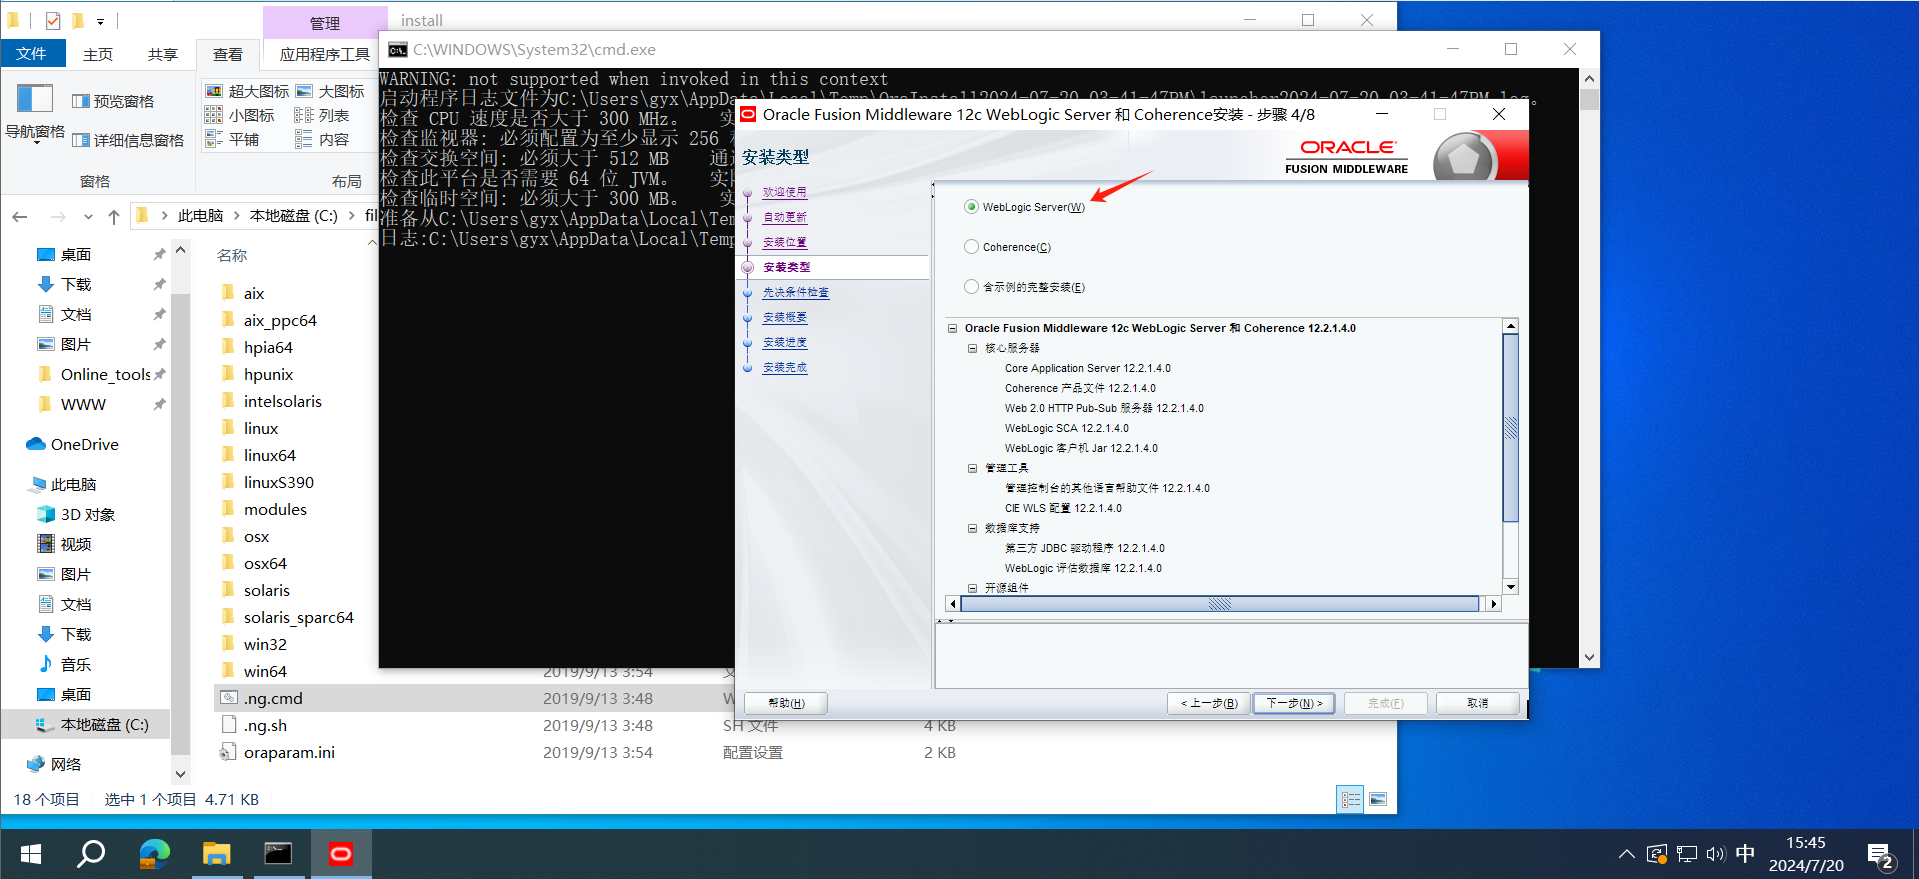 管理
install
文件
主页
共享
查看
应用程序工具
导航窗格
预览窗格
详细信息窗格
窗格
超大图标
大图标
小图标
列表
平铺
内容
布局
此电脑
本地磁盘 (C:)
桌面
下载
文档
图片
Online_tools
WWW
OneDrive
此电脑
3D 对象
视频
图片
文档
下载
音乐
桌面
本地磁盘 (C:)
网络
名称
aix
aix_ppc64
hpia64
hpunix
intelsolaris
linux
linux64
linuxS390
modules
osx
osx64
solaris
solaris_sparc64
win32
win64 2019/9/13 3:54
.ng.cmd 2019/9/13 3:48
.ng.sh 2019/9/13 3:48 SH 文件 4 KB
oraparam.ini 2019/9/13 3:54 配置设置 2 KB
18 个项目 选中 1 个项目 4.71 KB
C:\WINDOWS\System32\cmd.exe
WARNING: not supported when invoked in this context
启动程序日志文件为C:\Users\gyx\AppData\Local\Temp\OraInstall2024-07-20_03-41-47PM\launcher2024-07-20_03-41-47PM.log。
检查 CPU 速度是否大于 300 MHz。
检查监视器: 必须配置为至少显示 256
检查交换空间: 必须大于 512 MB
检查此平台是否需要 64 位 JVM。
检查临时空间: 必须大于 300 MB。
准备从C:\Users\gyx\AppData\Local\Tem
日志:C:\Users\gyx\AppData\Local\Temp
Oracle Fusion Middleware 12c WebLogic Server 和 Coherence安装 - 步骤 4/8
安装类型
ORACLE
FUSION MIDDLEWARE
欢迎使用
自动更新
安装位置
安装类型
先决条件检查
安装概要
安装进度
安装完成
WebLogic Server(W)
Coherence(C)
含示例的完整安装(E)
Oracle Fusion Middleware 12c WebLogic Server 和 Coherence 12.2.1.4.0
核心服务器
Core Application Server 12.2.1.4.0
Coherence 产品文件 12.2.1.4.0
Web 2.0 HTTP Pub-Sub 服务器 12.2.1.4.0
WebLogic SCA 12.2.1.4.0
WebLogic 客户机 Jar 12.2.1.4.0
管理工具
管理控制台的其他语言帮助文件 12.2.1.4.0
CIE WLS 配置 12.2.1.4.0
数据库支持
第三方 JDBC 驱动程序 12.2.1.4.0
WebLogic 评估数据库 12.2.1.4.0
开源组件
帮助(H)
< 上一步(B)
下一步(N) >
完成(F)
取消
中
15:45
2024/7/20
2